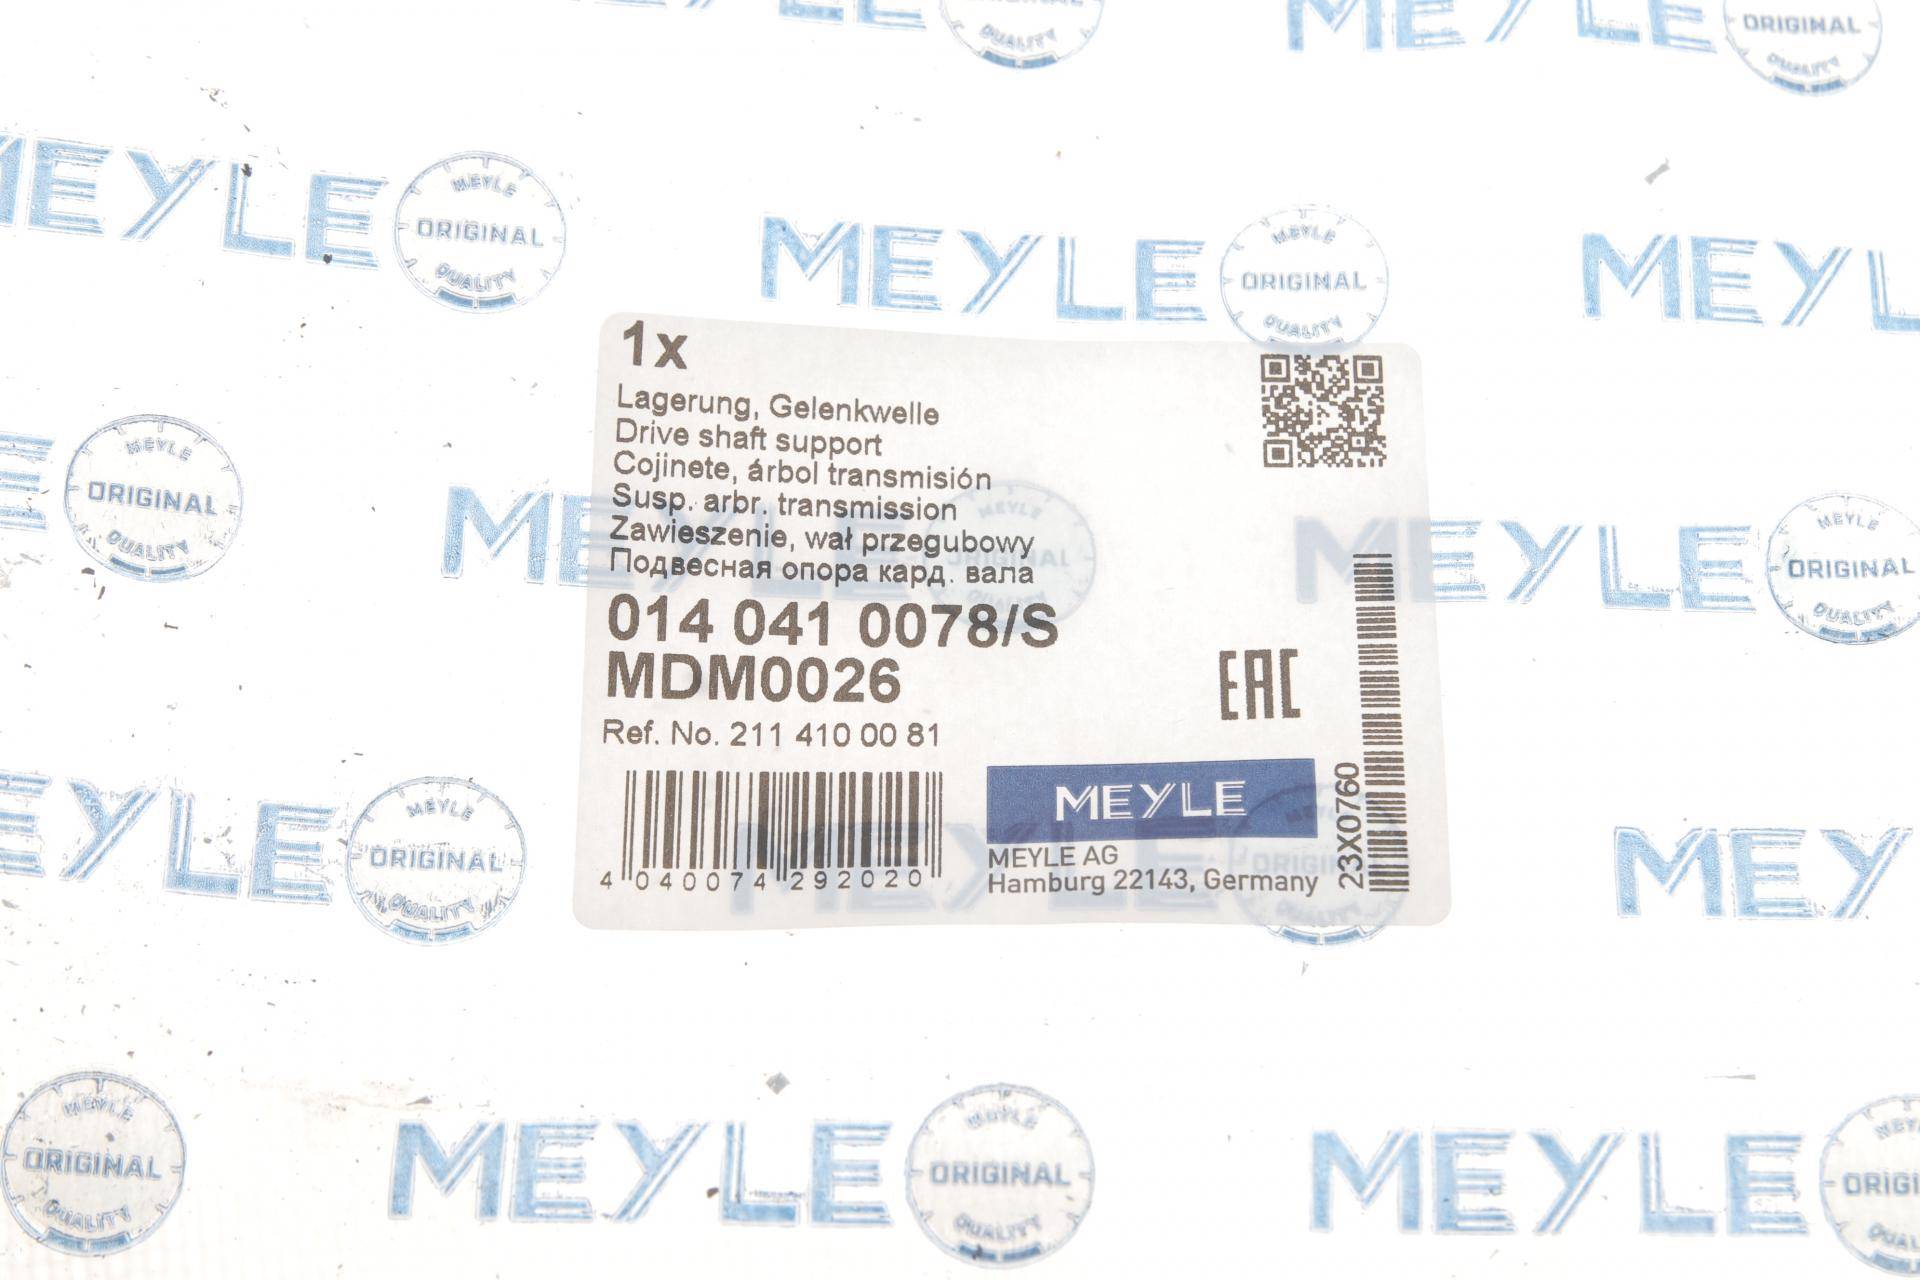 1x
Lagerung, Gelenkwelle
Drive shaft support
Cojinete, árbol transmisión
Susp. arbr. transmission
Zawieszenie, wał przegubowy
Подвесная опора кард. вала
014 041 0078/S
MDM0026
Ref. No. 211 410 00 81
4 040074 292020
EAC
MEYLE
MEYLE AG
Hamburg 22143, Germany
23X0760
MEYLE
MEYLE
ORIGINAL
QUALITY